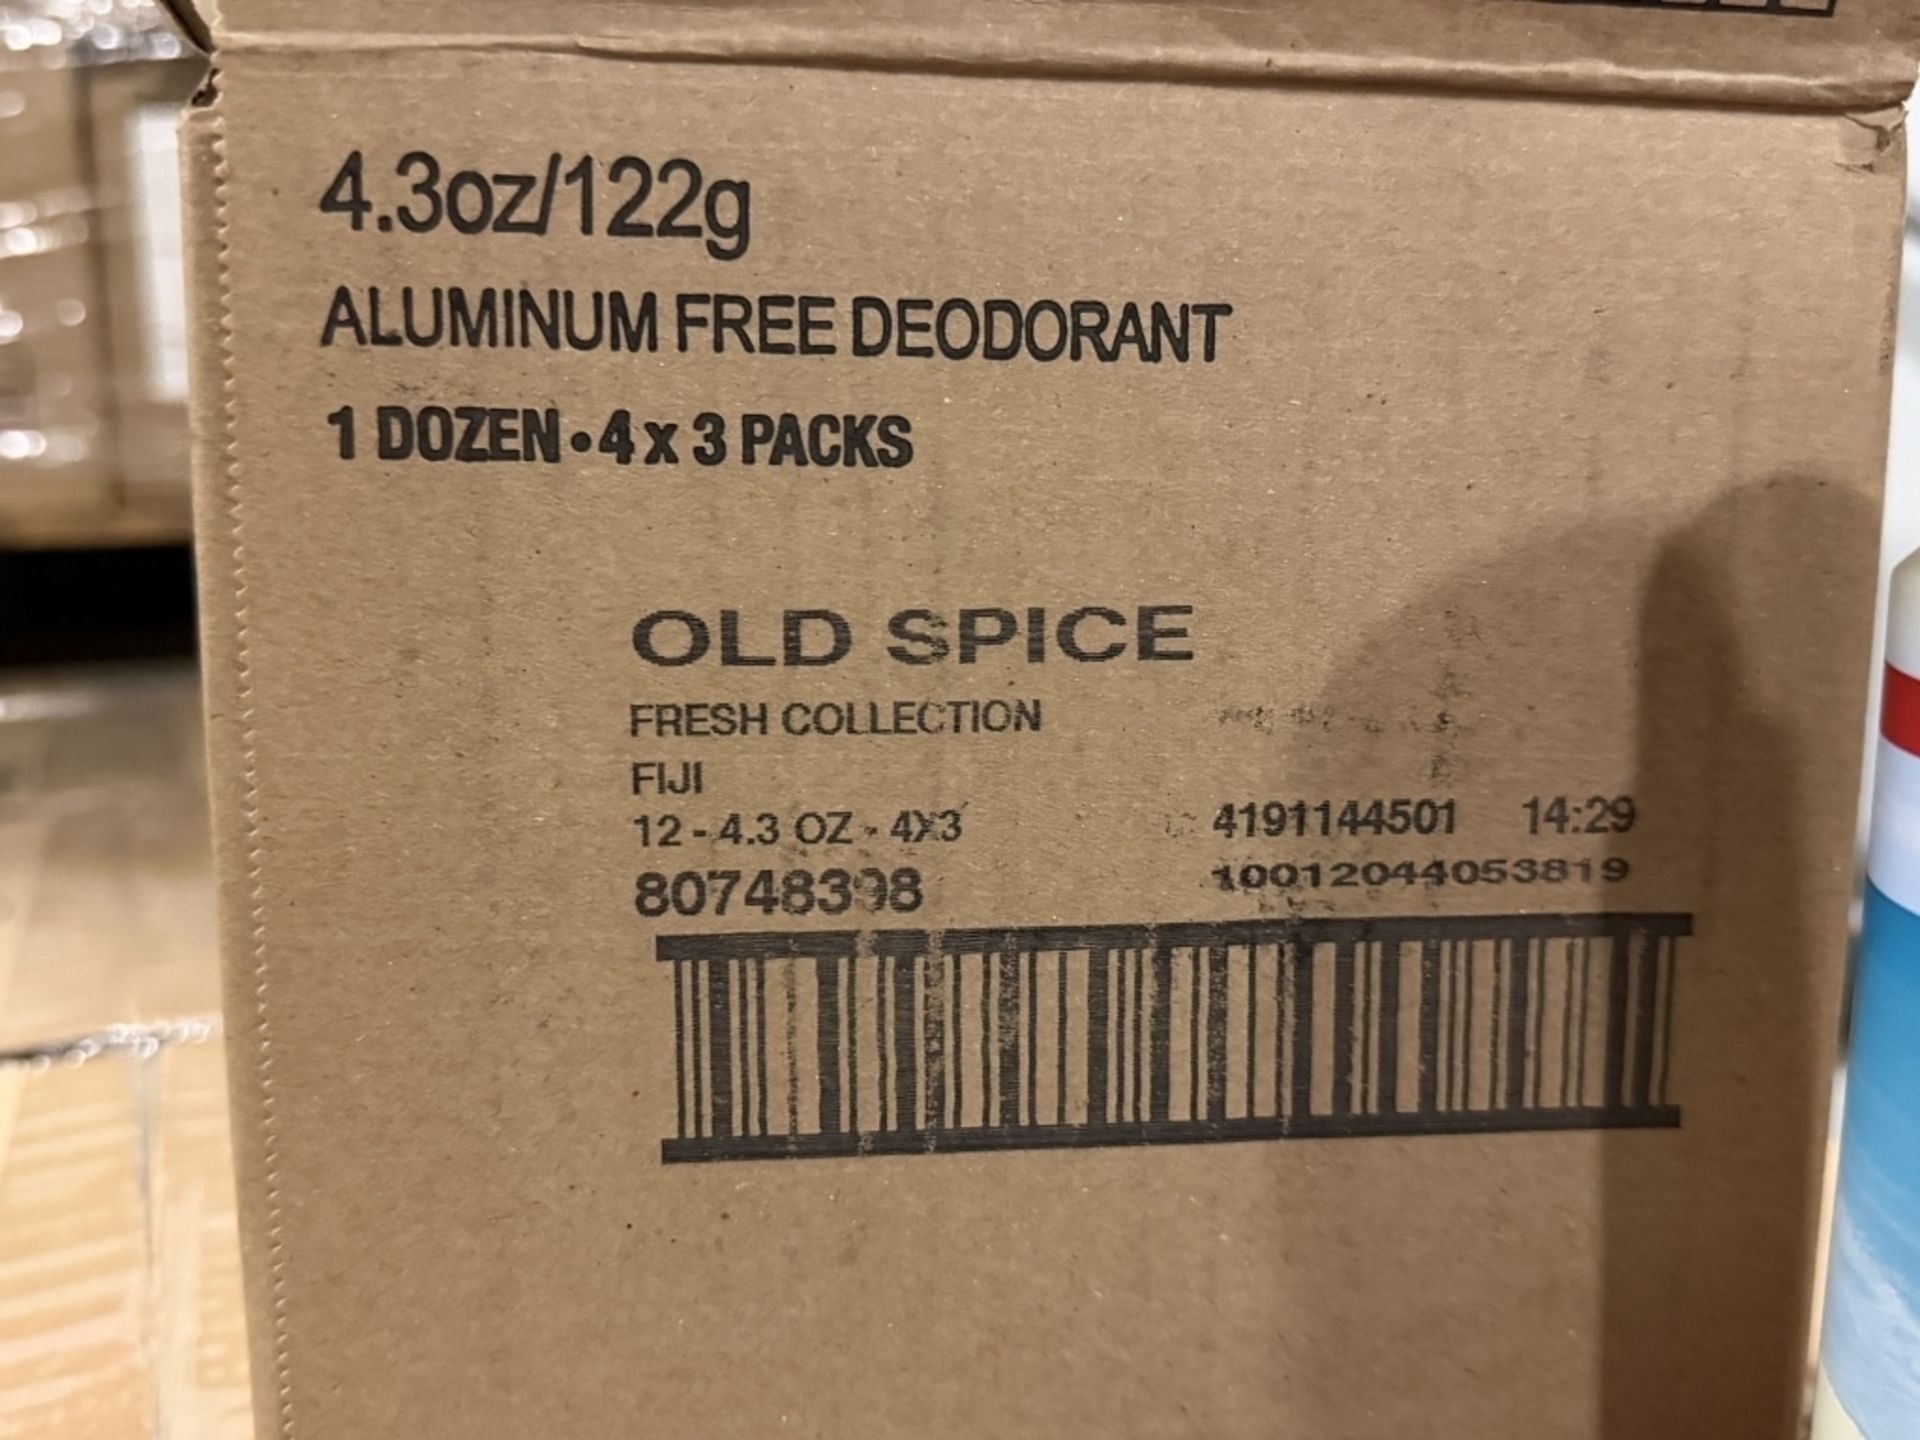 4.3oz/122g
ALUMINUM FREE DEODORANT
1 DOZEN • 4 x 3 PACKS
OLD SPICE
FRESH COLLECTION
FIJI
12 - 4.3 OZ - 4X3
4191144501 14:29
80748398
10012044053819